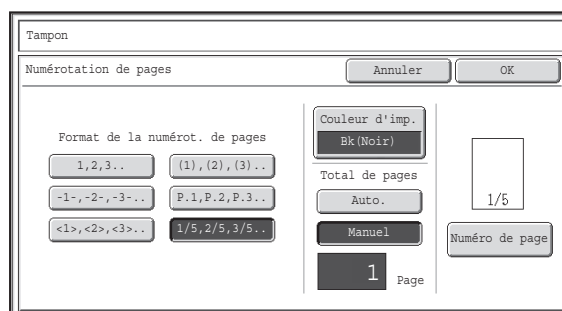 Tampon
Numérotation de pages
Annuler
OK
Format de la numérot. de pages
1,2,3..
(1),(2),(3)..
-1-,-2-,-3-..
P.1,P.2,P.3..
<1>,<2>,<3>..
1/5,2/5,3/5..
Couleur d'imp.
Bk(Noir)
Total de pages
Auto.
Manuel
1 Page
1/5
Numéro de page